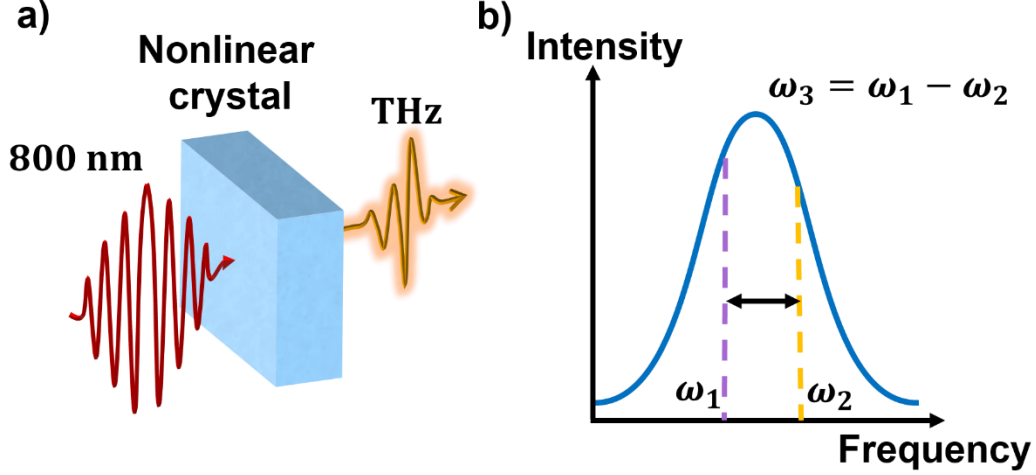 a)
Nonlinear
crystal
800 nm
THz
b)
Intensity
ω₃ = ω₁ − ω₂
ω₁
ω₂
Frequency